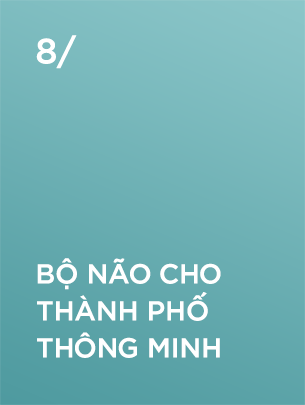 8/
BỘ NÃO CHO
THÀNH PHỐ
THÔNG MINH